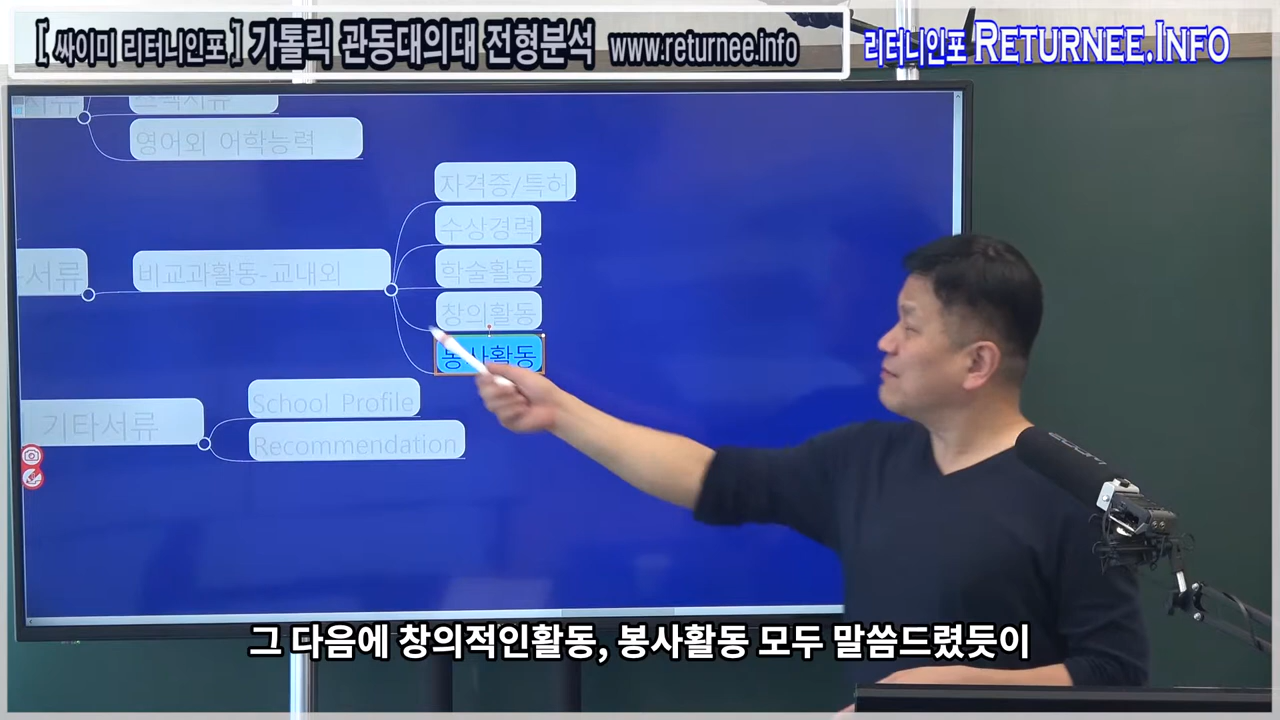 [ 싸이미 리터니인포 ] 가톨릭 관동대의대 전형분석 www.returnee.info
리터니인포 RETURNEE.INFO
영어외 어학능력
자격증/특허
수상경력
학술활동
서류
비교과활동-교내외
창의활동
봉사활동
School Profile
기타서류
Recommendation
ZOOM
그 다음에 창의적인활동, 봉사활동 모두 말씀드렸듯이